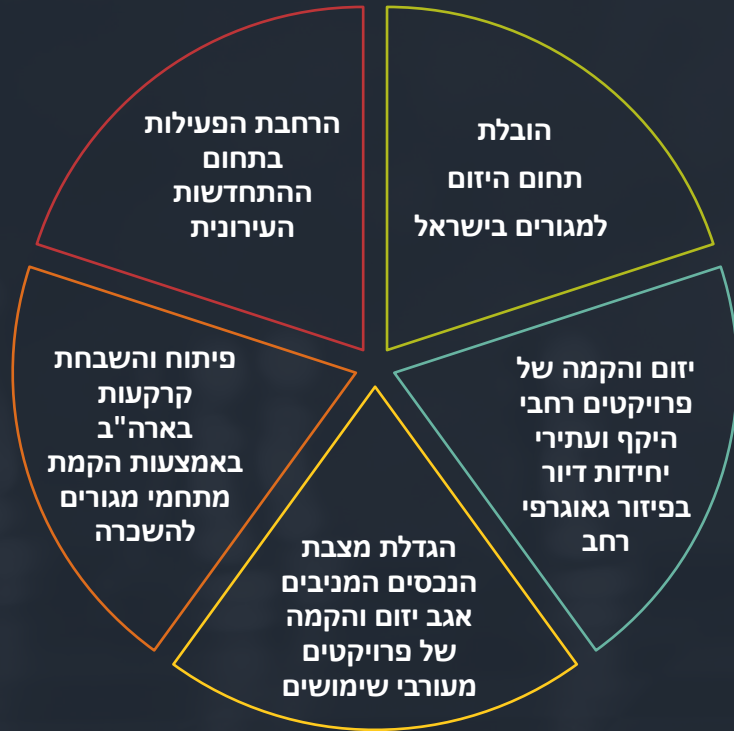 הובלת
תחום היזום
למגורים בישראל
יזום והקמה של
פרויקטים רחבי
היקף ועתירי
יחידות דיור
בפיזור גאוגרפי
רחב
הגדלת מצבת
הנכסים המניבים
אגב יזום והקמה
של פרויקטים
מעורבי שימושים
פיתוח והשבחת
קרקעות
בארה"ב
באמצעות הקמת
מתחמי מגורים
להשכרה
הרחבת הפעילות
בתחום
ההתחדשות
העירונית